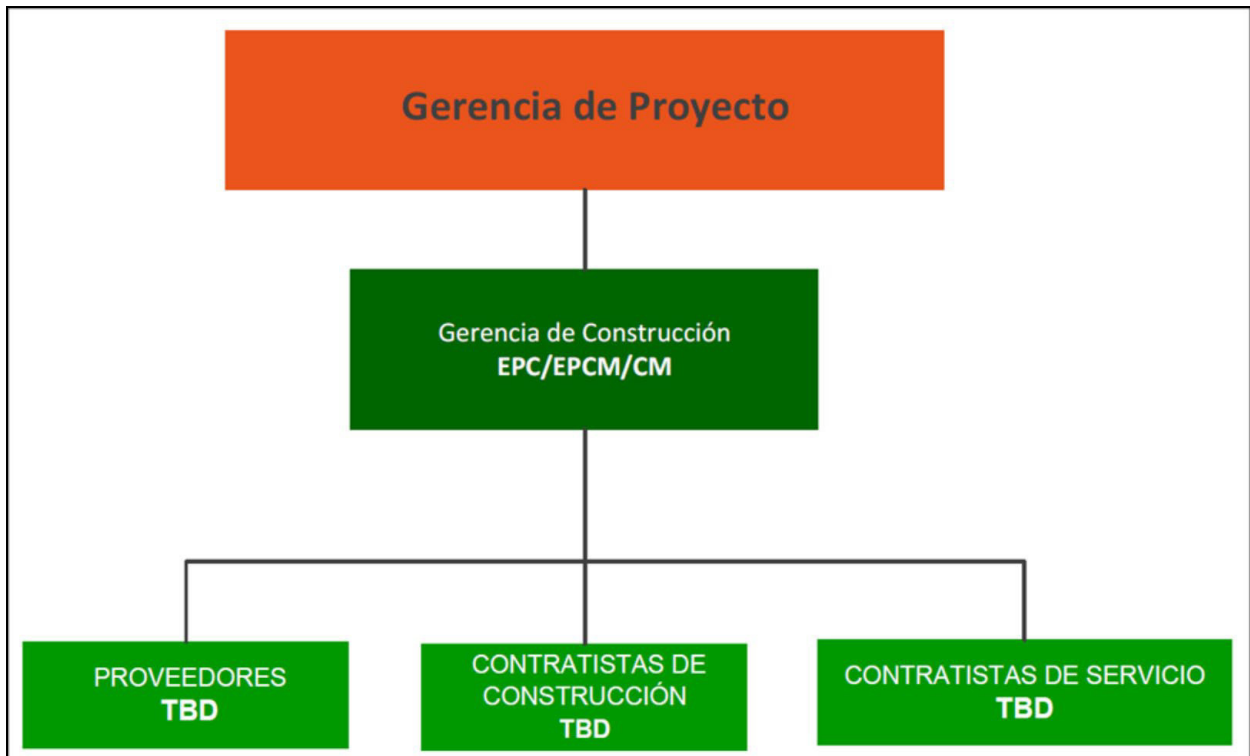 Gerencia de Proyecto
Gerencia de Construcción
EPC/EPCM/CM
PROVEEDORES
TBD
CONTRATISTAS DE
CONSTRUCCIÓN
TBD
CONTRATISTAS DE SERVICIO
TBD